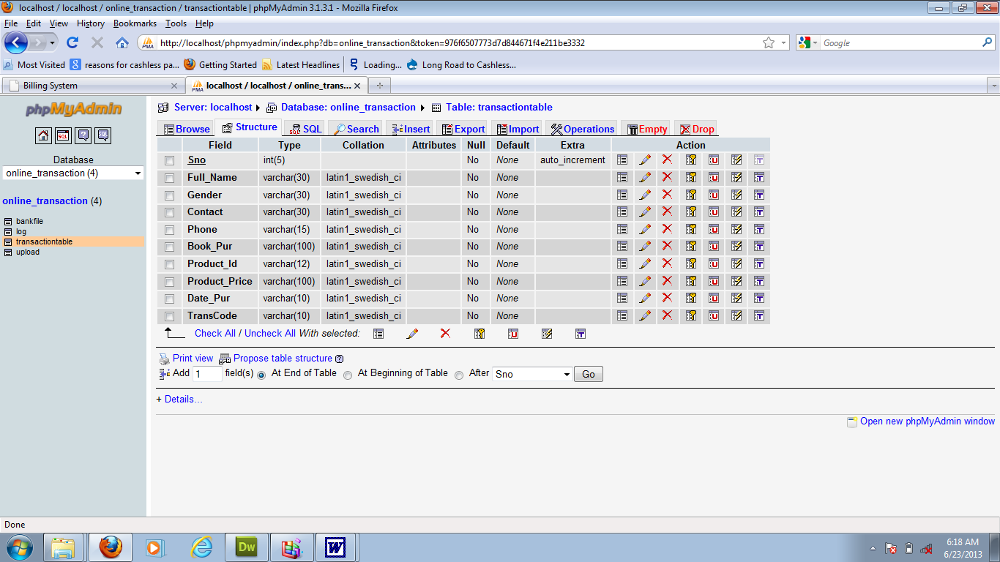 localhost / localhost / online_transaction / transactiontable | phpMyAdmin 3.1.3.1 - Mozilla Firefox
File Edit View History Bookmarks Tools Help
http://localhost/phpmyadmin/index.php?db=online_transaction&token=976f6507773d7d844671f4e211be3332
Google
Most Visited reasons for cashless pa... Getting Started Latest Headlines Loading... Long Road to Cashless...
Billing System
localhost / localhost / online_trans...
phpMyAdmin
SQL
Database
online_transaction (4)
online_transaction (4)
bankfile
log
transactiontable
upload
Server: localhost Database: online_transaction Table: transactiontable
Browse Structure SQL Search Insert Export Import Operations Empty Drop
Field Type Collation Attributes Null Default Extra Action
Sno int(5) No None auto_increment
Full_Name varchar(30) latin1_swedish_ci No None
Gender varchar(30) latin1_swedish_ci No None
Contact varchar(30) latin1_swedish_ci No None
Phone varchar(15) latin1_swedish_ci No None
Book_Pur varchar(100) latin1_swedish_ci No None
Product_Id varchar(12) latin1_swedish_ci No None
Product_Price varchar(100) latin1_swedish_ci No None
Date_Pur varchar(10) latin1_swedish_ci No None
TransCode varchar(10) latin1_swedish_ci No None
Check All / Uncheck All With selected:
Print view Propose table structure
Add 1 field(s) At End of Table At Beginning of Table After Sno Go
+ Details...
Open new phpMyAdmin window
Done
Dw
W
6:18 AM
6/23/2013